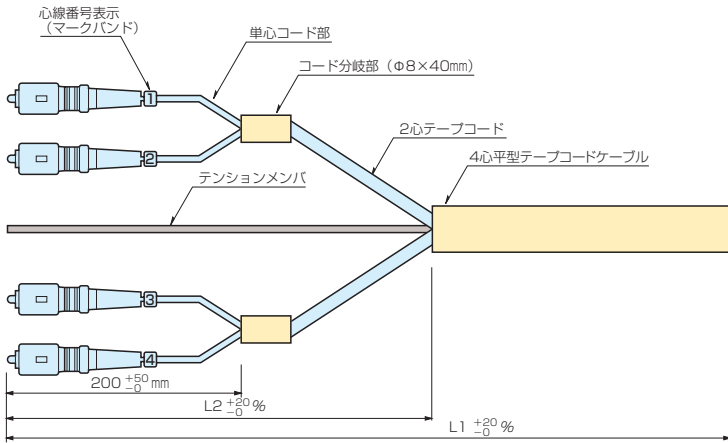 心線番号表示
（マークバンド）
単心コード部
コード分岐部（Φ8×40mm）
1
2心テープコード
2
4心平型テープコードケーブル
テンションメンバ
3
4
200 +50 −0 mm
L2 +20 −0 %
L1 +20 −0 %